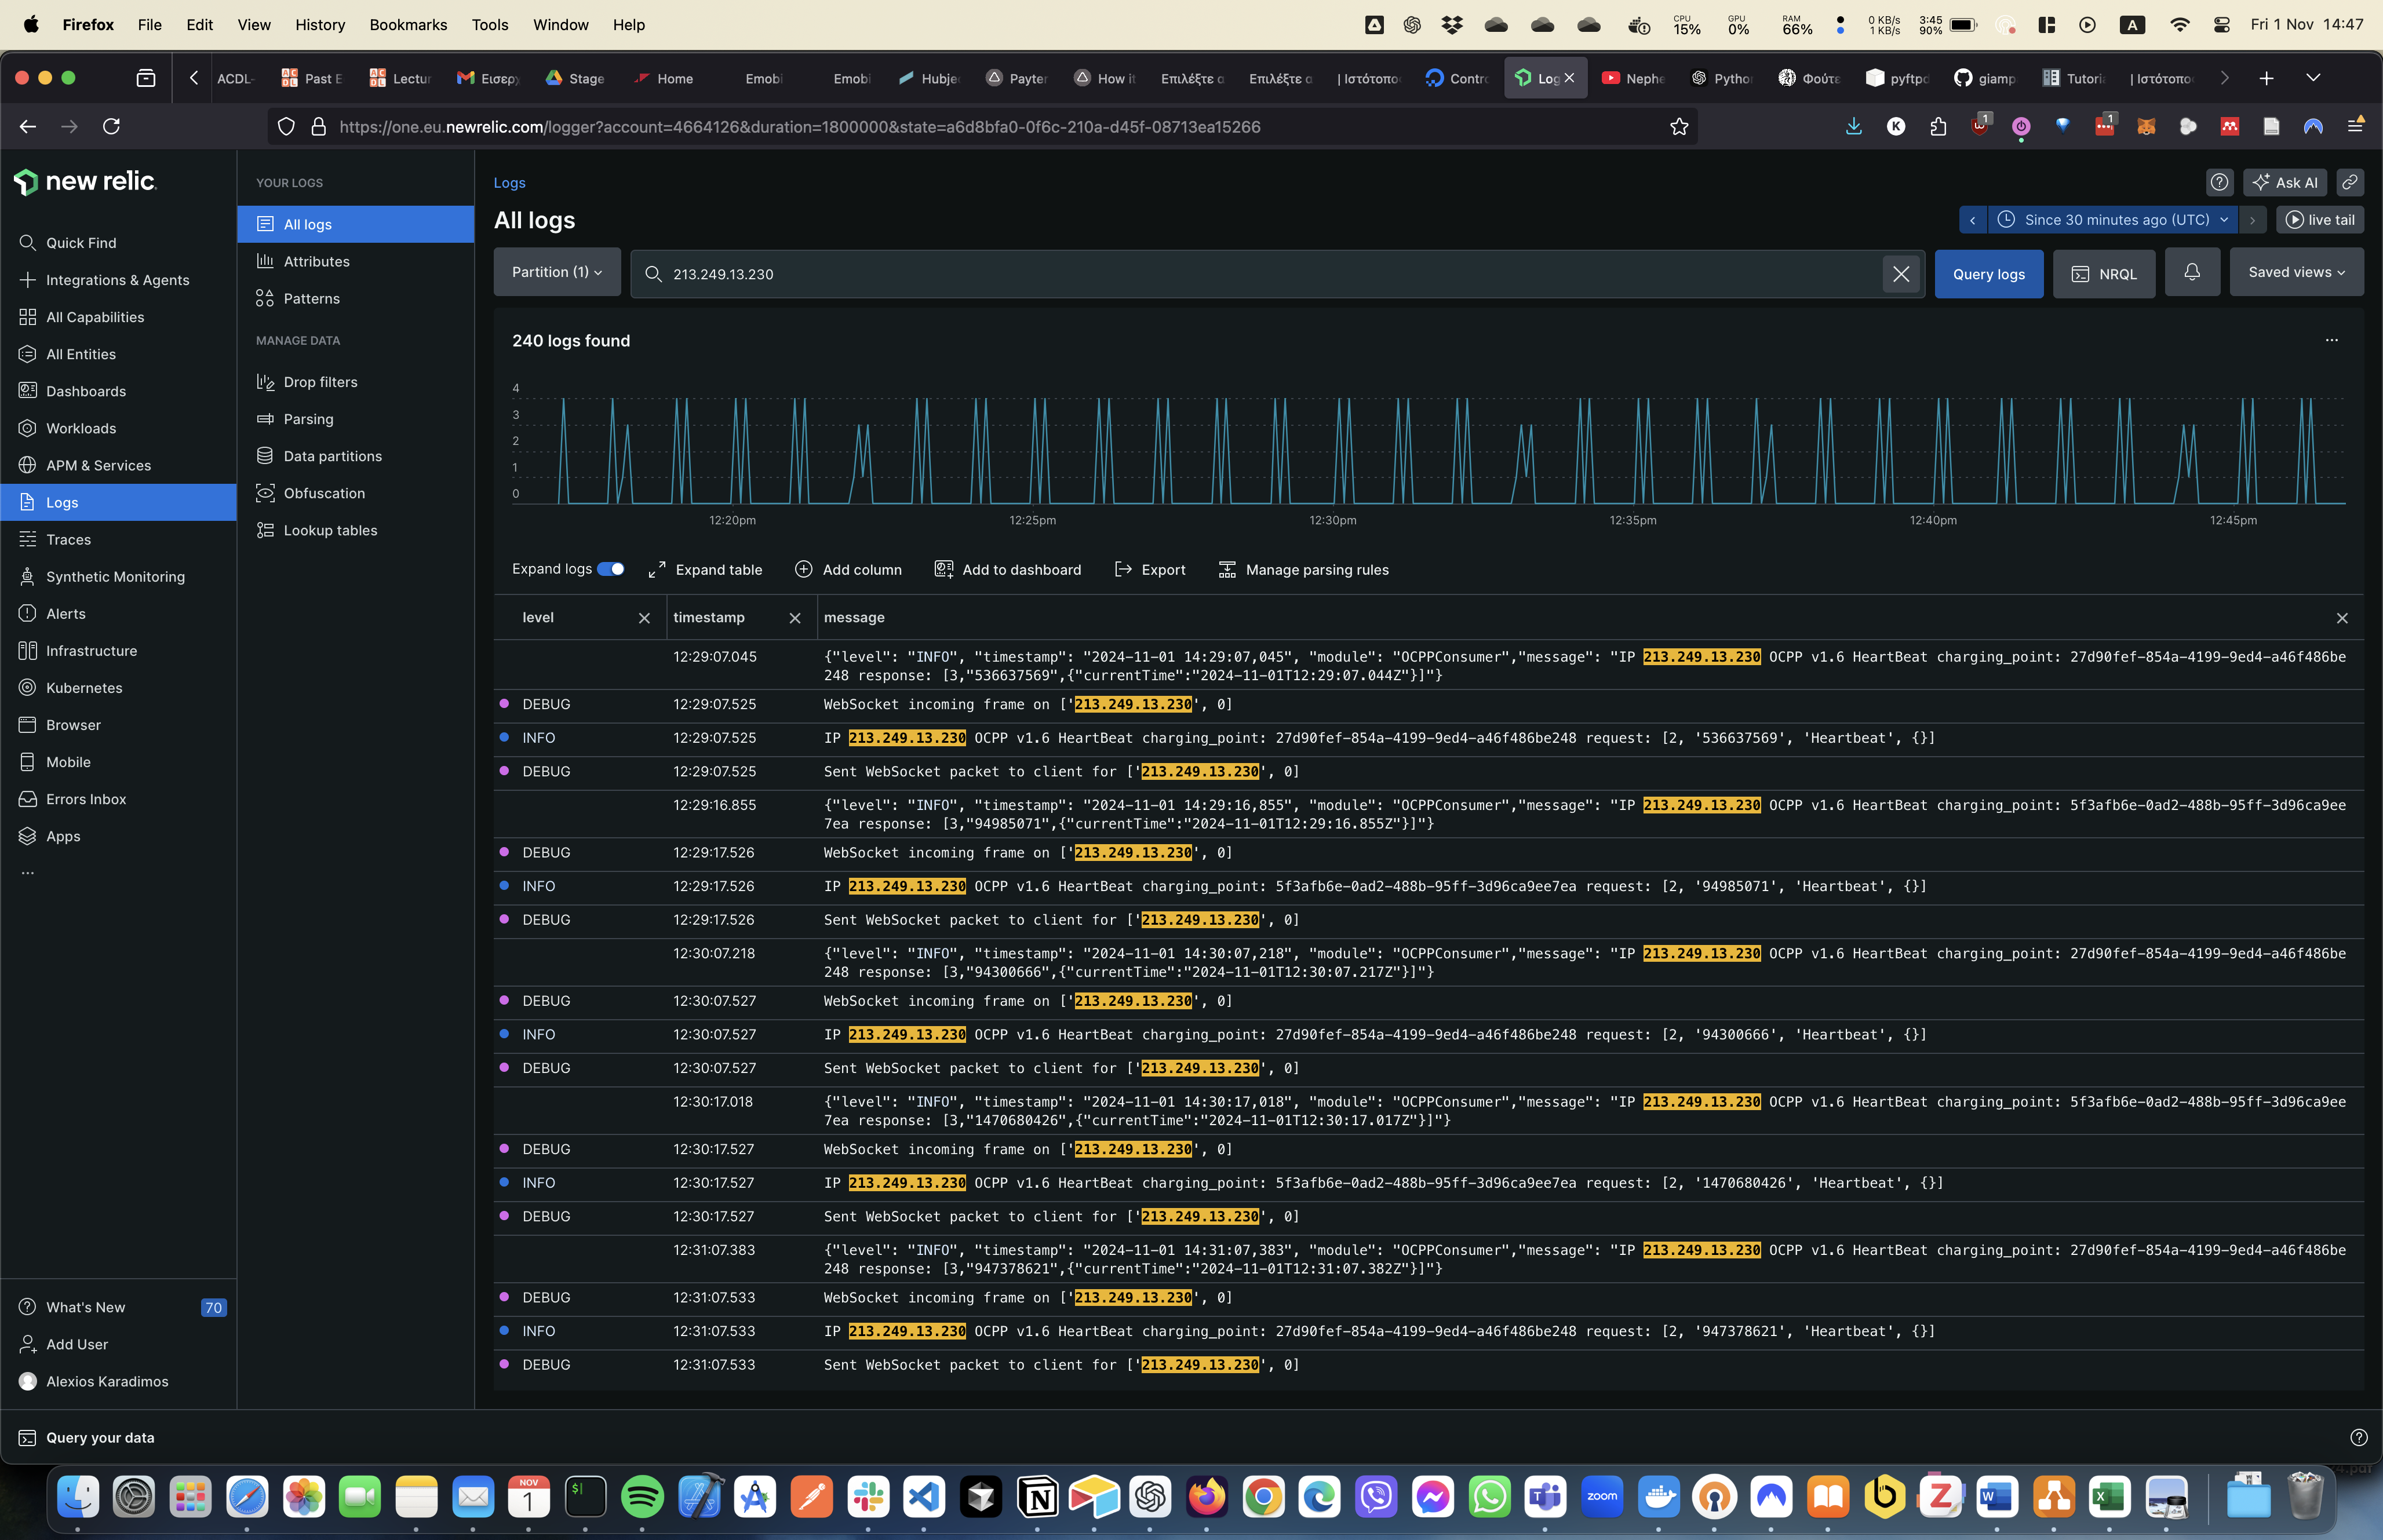 Firefox File Edit View History Bookmarks Tools Window Help
CPU 15% GPU 0% RAM 66% 0 KB/s 1 KB/s 3:45 90% A Fri 1 Nov 14:47
ACDL- Past E Lectur Εισερχ Stage Home Emobi Emobi Hubje Payter How it Επιλέξτε α Επιλέξτε α | Ιστότοπο Contro Log Nephe Python Φούτε pyftpd giamp Tutoria | Ιστότοπο
https://one.eu.newrelic.com/logger?account=4664126&duration=1800000&state=a6d8bfa0-0f6c-210a-d45f-08713ea15266
new relic.
Quick Find
Integrations & Agents
All Capabilities
All Entities
Dashboards
Workloads
APM & Services
Logs
Traces
Synthetic Monitoring
Alerts
Infrastructure
Kubernetes
Browser
Mobile
Errors Inbox
Apps
...
What's New 70
Add User
Alexios Karadimos
YOUR LOGS
All logs
Attributes
Patterns
MANAGE DATA
Drop filters
Parsing
Data partitions
Obfuscation
Lookup tables
Logs
Ask AI
All logs
Since 30 minutes ago (UTC) live tail
Partition (1) 213.249.13.230 Query logs NRQL Saved views
240 logs found
...
4
3
2
1
0
12:20pm 12:25pm 12:30pm 12:35pm 12:40pm 12:45pm
Expand logs Expand table Add column Add to dashboard Export Manage parsing rules
level timestamp message
12:29:07.045 {"level": "INFO", "timestamp": "2024-11-01 14:29:07,045", "module": "OCPPConsumer","message": "IP 213.249.13.230 OCPP v1.6 HeartBeat charging_point: 27d90fef-854a-4199-9ed4-a46f486be
248 response: [3,"536637569",{"currentTime":"2024-11-01T12:29:07.044Z"}]"}
DEBUG 12:29:07.525 WebSocket incoming frame on ['213.249.13.230', 0]
INFO 12:29:07.525 IP 213.249.13.230 OCPP v1.6 HeartBeat charging_point: 27d90fef-854a-4199-9ed4-a46f486be248 request: [2, '536637569', 'Heartbeat', {}]
DEBUG 12:29:07.525 Sent WebSocket packet to client for ['213.249.13.230', 0]
12:29:16.855 {"level": "INFO", "timestamp": "2024-11-01 14:29:16,855", "module": "OCPPConsumer","message": "IP 213.249.13.230 OCPP v1.6 HeartBeat charging_point: 5f3afb6e-0ad2-488b-95ff-3d96ca9ee
7ea response: [3,"94985071",{"currentTime":"2024-11-01T12:29:16.855Z"}]"}
DEBUG 12:29:17.526 WebSocket incoming frame on ['213.249.13.230', 0]
INFO 12:29:17.526 IP 213.249.13.230 OCPP v1.6 HeartBeat charging_point: 5f3afb6e-0ad2-488b-95ff-3d96ca9ee7ea request: [2, '94985071', 'Heartbeat', {}]
DEBUG 12:29:17.526 Sent WebSocket packet to client for ['213.249.13.230', 0]
12:30:07.218 {"level": "INFO", "timestamp": "2024-11-01 14:30:07,218", "module": "OCPPConsumer","message": "IP 213.249.13.230 OCPP v1.6 HeartBeat charging_point: 27d90fef-854a-4199-9ed4-a46f486be
248 response: [3,"94300666",{"currentTime":"2024-11-01T12:30:07.217Z"}]"}
DEBUG 12:30:07.527 WebSocket incoming frame on ['213.249.13.230', 0]
INFO 12:30:07.527 IP 213.249.13.230 OCPP v1.6 HeartBeat charging_point: 27d90fef-854a-4199-9ed4-a46f486be248 request: [2, '94300666', 'Heartbeat', {}]
DEBUG 12:30:07.527 Sent WebSocket packet to client for ['213.249.13.230', 0]
12:30:17.018 {"level": "INFO", "timestamp": "2024-11-01 14:30:17,018", "module": "OCPPConsumer","message": "IP 213.249.13.230 OCPP v1.6 HeartBeat charging_point: 5f3afb6e-0ad2-488b-95ff-3d96ca9ee
7ea response: [3,"1470680426",{"currentTime":"2024-11-01T12:30:17.017Z"}]"}
DEBUG 12:30:17.527 WebSocket incoming frame on ['213.249.13.230', 0]
INFO 12:30:17.527 IP 213.249.13.230 OCPP v1.6 HeartBeat charging_point: 5f3afb6e-0ad2-488b-95ff-3d96ca9ee7ea request: [2, '1470680426', 'Heartbeat', {}]
DEBUG 12:30:17.527 Sent WebSocket packet to client for ['213.249.13.230', 0]
12:31:07.383 {"level": "INFO", "timestamp": "2024-11-01 14:31:07,383", "module": "OCPPConsumer","message": "IP 213.249.13.230 OCPP v1.6 HeartBeat charging_point: 27d90fef-854a-4199-9ed4-a46f486be
248 response: [3,"947378621",{"currentTime":"2024-11-01T12:31:07.382Z"}]"}
DEBUG 12:31:07.533 WebSocket incoming frame on ['213.249.13.230', 0]
INFO 12:31:07.533 IP 213.249.13.230 OCPP v1.6 HeartBeat charging_point: 27d90fef-854a-4199-9ed4-a46f486be248 request: [2, '947378621', 'Heartbeat', {}]
DEBUG 12:31:07.533 Sent WebSocket packet to client for ['213.249.13.230', 0]
Query your data
NOV 1 zoom